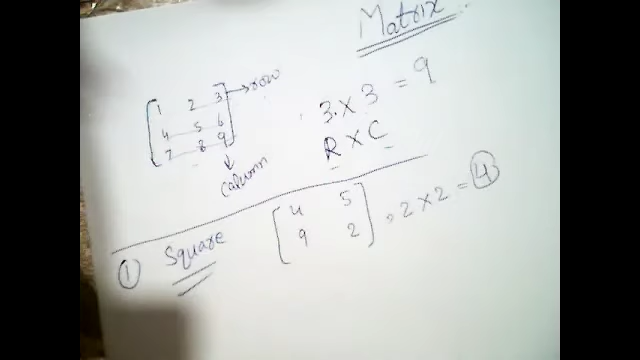 Matrix
1 2 3 → row
4 5 6
7 8 9
column
3 × 3 = 9
R × C
① Square
4 5
9 2
, 2 × 2 = ④